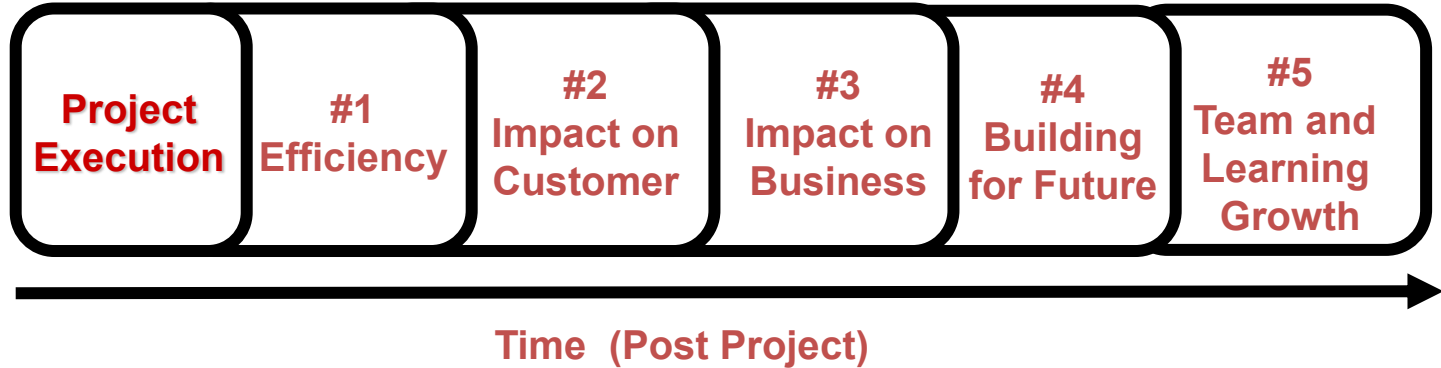 Project
Execution
#1
Efficiency
#2
Impact on
Customer
#3
Impact on
Business
#4
Building
for Future
#5
Team and
Learning
Growth
Time (Post Project)